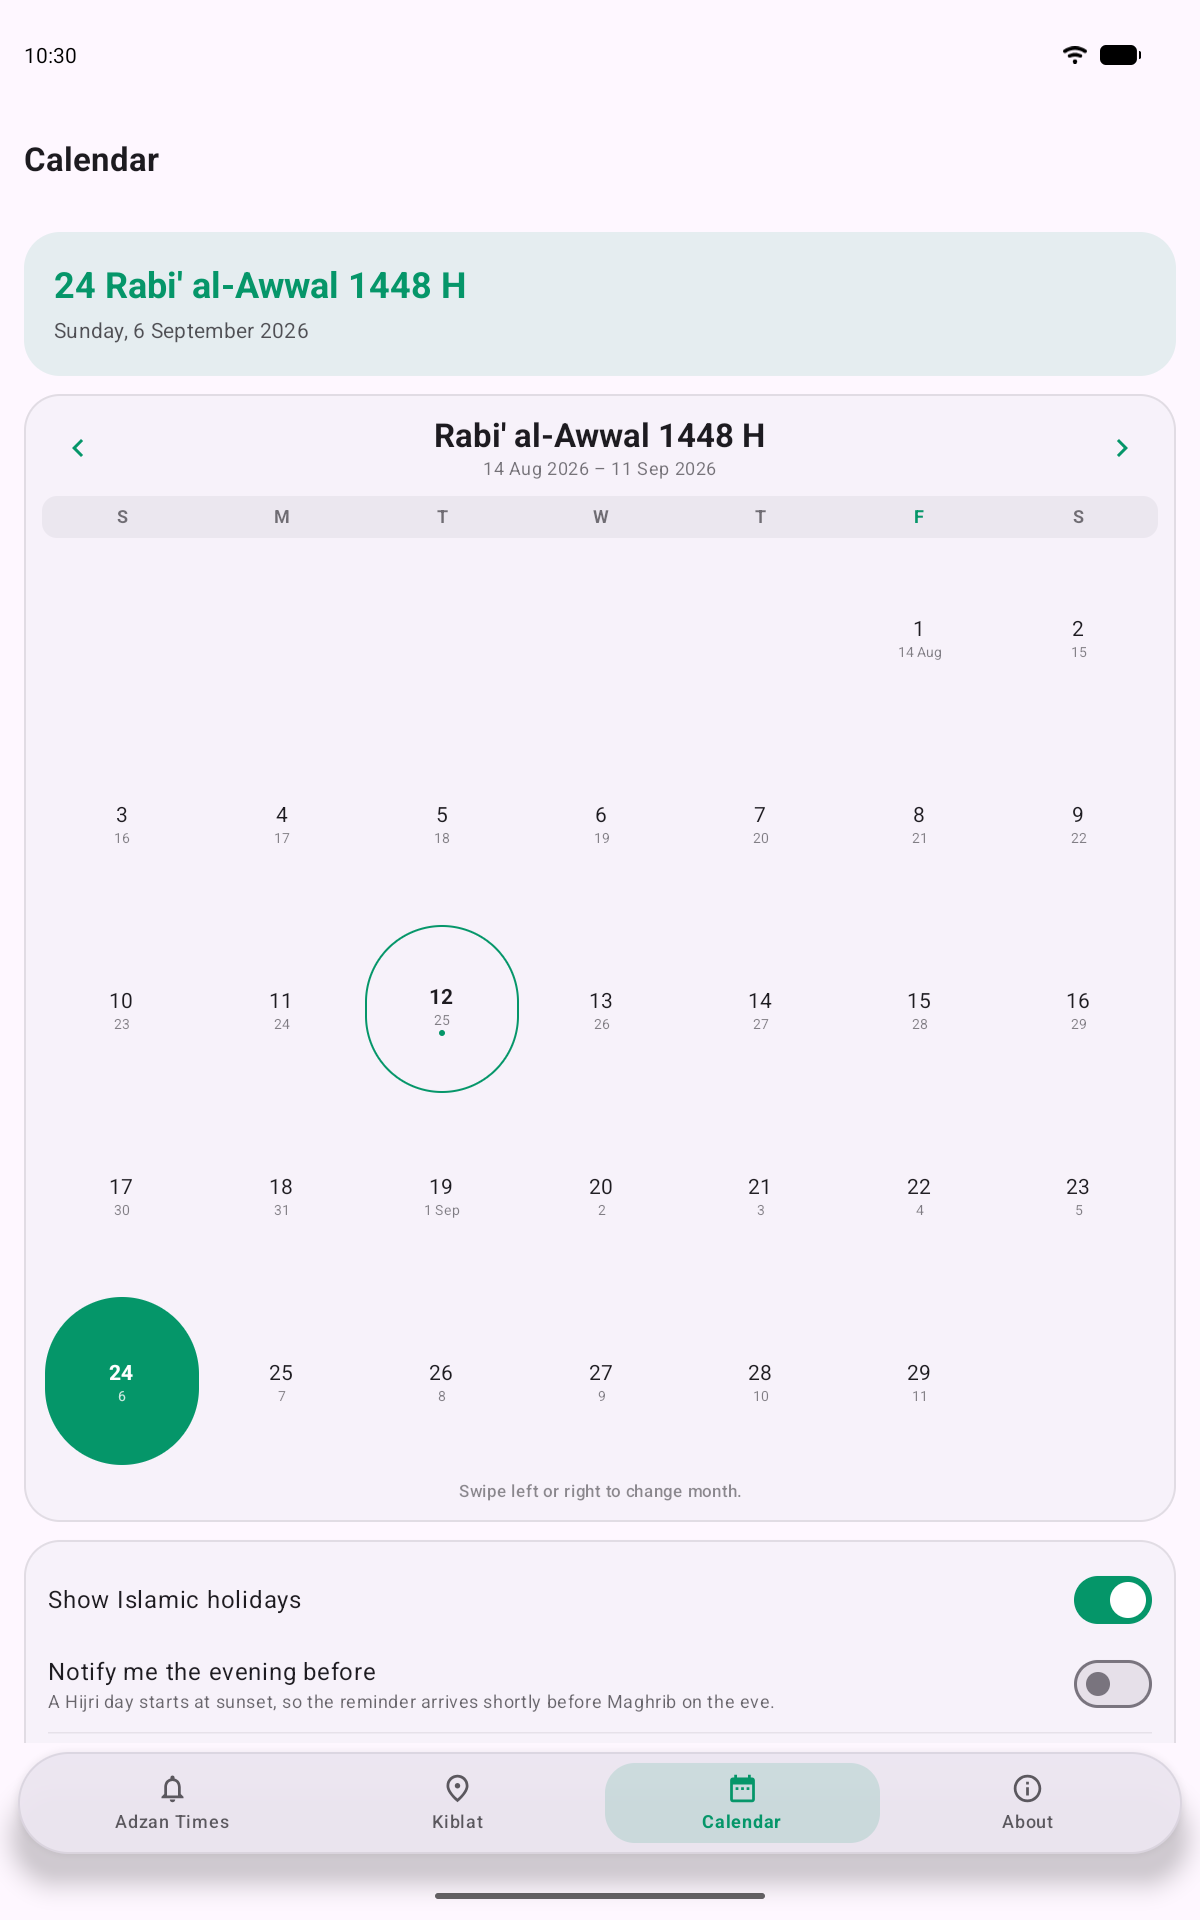 10:30
Calendar
24 Rabi' al-Awwal 1448 H
Sunday, 6 September 2026
Rabi' al-Awwal 1448 H
14 Aug 2026 – 11 Sep 2026
S M T W T F S
1 2
14 Aug 15
3 4 5 6 7 8 9
16 17 18 19 20 21 22
10 11 12 13 14 15 16
23 24 25 26 27 28 29
17 18 19 20 21 22 23
30 31 1 Sep 2 3 4 5
24 25 26 27 28 29
6 7 8 9 10 11
Swipe left or right to change month.
Show Islamic holidays
Notify me the evening before
A Hijri day starts at sunset, so the reminder arrives shortly before Maghrib on the eve.
Adzan Times Kiblat Calendar About